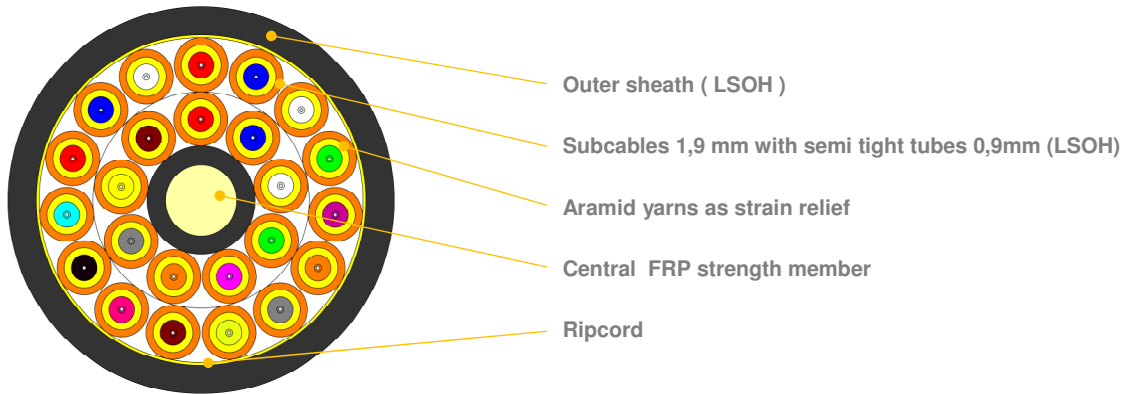 Outer sheath ( LSOH )
Subcables 1,9 mm with semi tight tubes 0,9mm (LSOH)
Aramid yarns as strain relief
Central FRP strength member
Ripcord